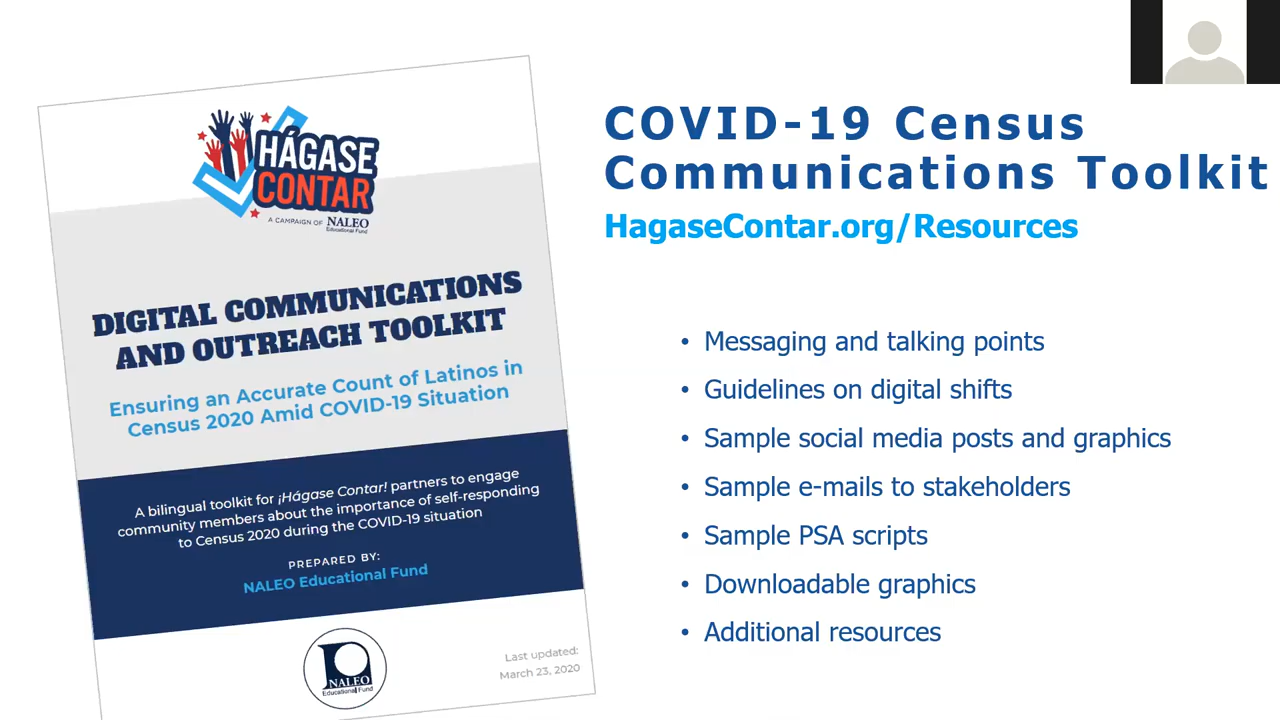 HÁGASE
CONTAR
A CAMPAIGN OF NALEO
Educational Fund
DIGITAL COMMUNICATIONS
AND OUTREACH TOOLKIT
Ensuring an Accurate Count of Latinos in
Census 2020 Amid COVID-19 Situation
A bilingual toolkit for ¡Hágase Contar! partners to engage
community members about the importance of self-responding
to Census 2020 during the COVID-19 situation
PREPARED BY:
NALEO Educational Fund
NALEO
Educational Fund
Last updated:
March 23, 2020
COVID-19 Census
Communications Toolkit
HagaseContar.org/Resources
• Messaging and talking points
• Guidelines on digital shifts
• Sample social media posts and graphics
• Sample e-mails to stakeholders
• Sample PSA scripts
• Downloadable graphics
• Additional resources